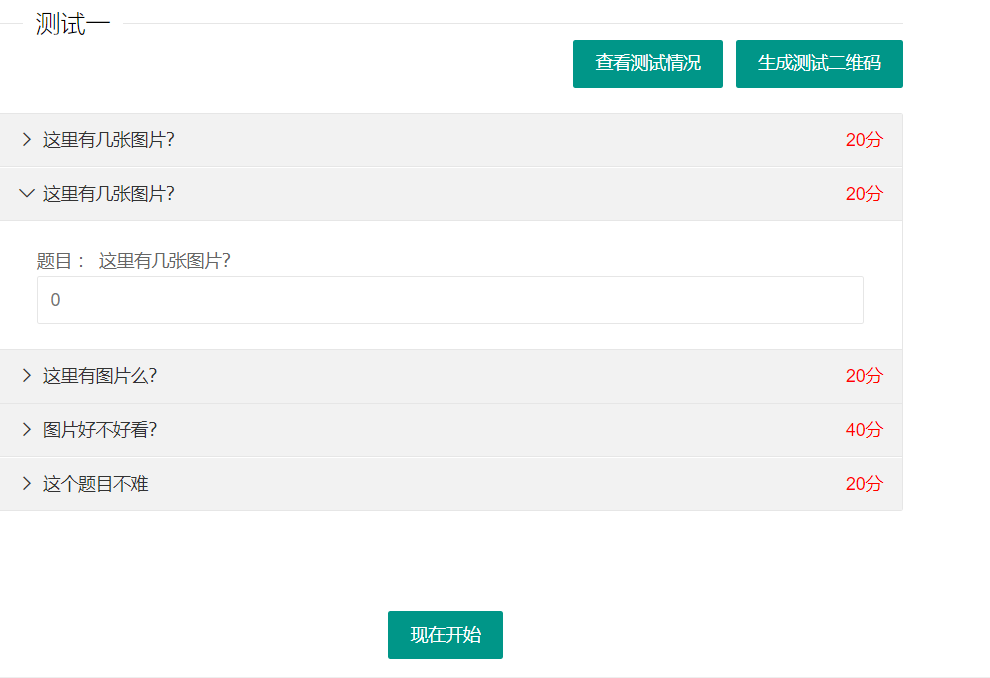 测试一
查看测试情况 生成测试二维码
这里有几张图片? 20分
这里有几张图片? 20分
题目: 这里有几张图片?
0
这里有图片么? 20分
图片好不好看? 40分
这个题目不难 20分
现在开始